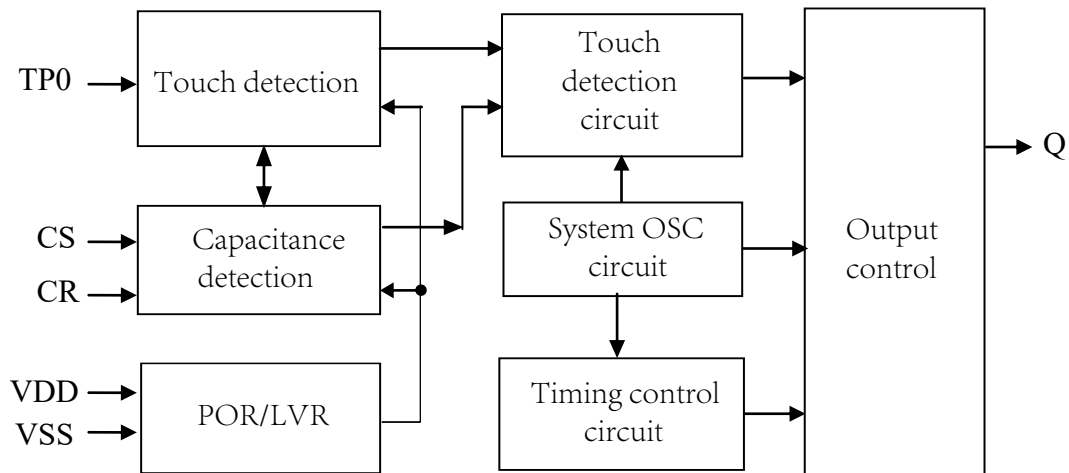 TP0
Touch detection
Touch
detection
circuit
Q
CS
CR
Capacitance
detection
System OSC
circuit
Output
control
VDD
VSS
POR/LVR
Timing control
circuit